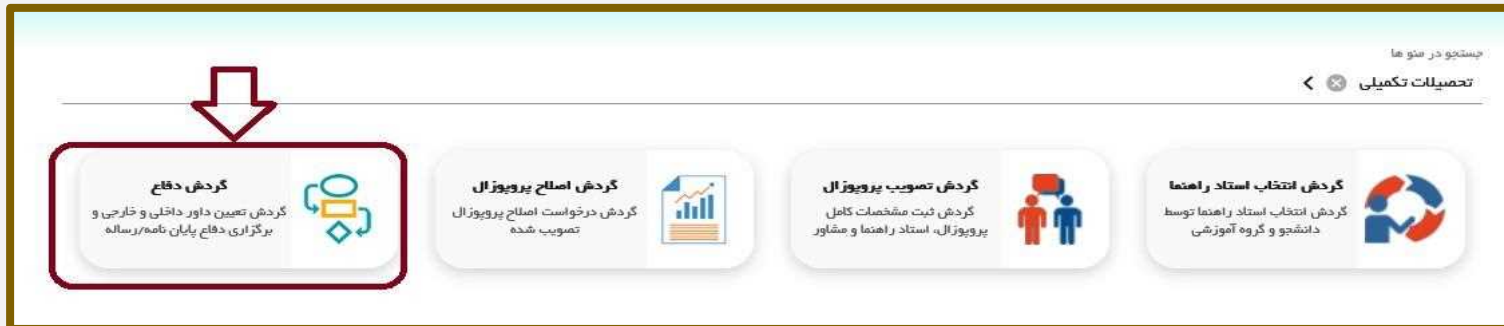 جستجو در منو ها
تحصیلات تکمیلی
گردش انتخاب استاد راهنما
گردش انتخاب استاد راهنما توسط
دانشجو و گروه آموزشی
گردش تصویب پروپوزال
گردش ثبت مشخصات کامل
پروپوزال، استاد راهنما و مشاور
گردش اصلاح پروپوزال
گردش درخواست اصلاح پروپوزال
تصویب شده
گردش دفاع
گردش تعیین داور داخلی و خارجی و
برگزاری دفاع پایان نامه/رساله